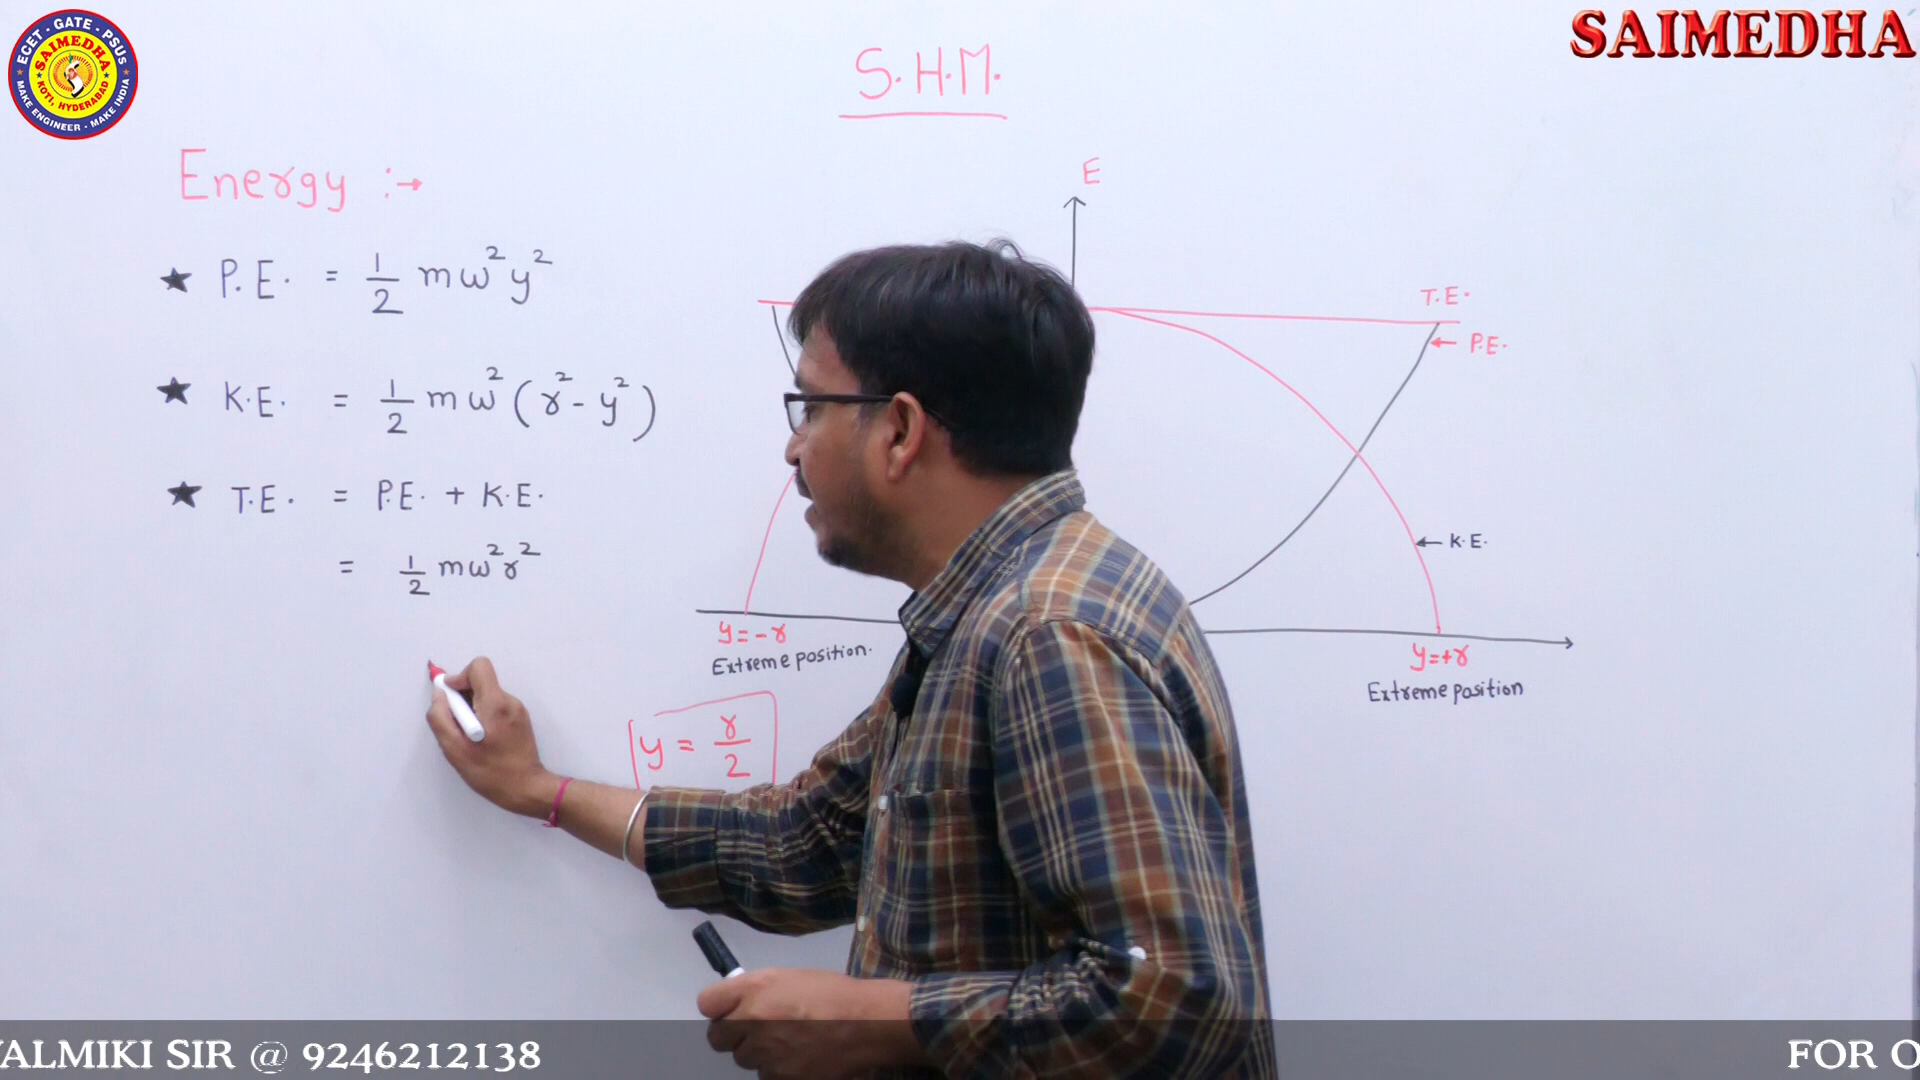 ECET - GATE - PSUS
SAIMEDHA
KOTI, HYDERABAD
MAKE ENGINEER - MAKE INDIA
SAIMEDHA
S.H.M.
Energy :→
★ P.E. = 1/2 mω²y²
★ K.E. = 1/2 mω²(r² - y²)
★ T.E. = P.E. + K.E.
= 1/2 mω²r²
E
T.E.
← P.E.
← K.E.
y = -r
Extreme position.
y = +r
Extreme position
y = r/2
VALMIKI SIR @ 9246212138
FOR